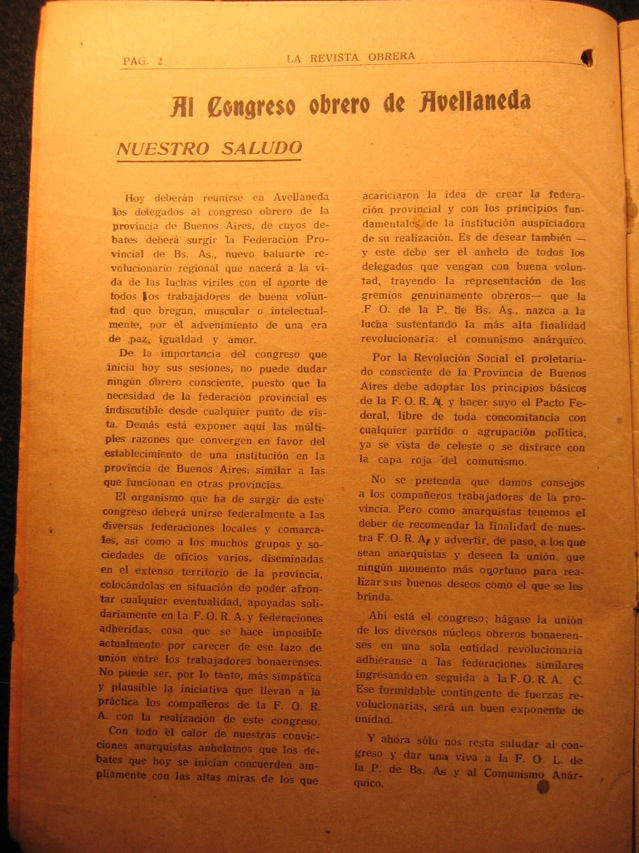 PAG. 2
LA REVISTA OBRERA
Al Congreso obrero de Avellaneda
NUESTRO SALUDO
Hoy deberán reunirse en Avellaneda
los delegados al congreso obrero de la
provincia de Buenos Aires, de cuyos de-
bates deberá surgir la Federación Pro-
vincial de Bs. As., nuevo baluarte re-
volucionario regional que nacerá a la vi-
da de las luchas viriles con el aporte de
todos los trabajadores de buena volun-
tad que bregan, muscular o intelectual-
mente, por el advenimiento de una era
de paz, igualdad y amor.
De la importancia del congreso que
inicia hoy sus sesiones, no puede dudar
ningún obrero consciente, puesto que la
necesidad de la federación provincial es
indiscutible desde cualquier punto de vis-
ta. Demás está exponer aquí las múlti-
ples razones que convergen en favor del
establecimiento de una institución en la
provincia de Buenos Aires, similar a las
que funcionan en otras provincias.
El organismo que ha de surgir de este
congreso deberá unirse federalmente a las
diversas federaciones locales y comarca-
les, así como a los muchos grupos y so-
ciedades de oficios varios, diseminadas
en el extenso territorio de la provincia,
colocándolas en situación de poder afron-
tar cualquier eventualidad, apoyadas soli-
dariamente en la F. O. R. A. y federaciones
adheridas, cosa que se hace imposible
actualmente por carecer de ese lazo de
unión entre los trabajadores bonaerenses.
No puede ser, por lo tanto, más simpática
y plausible la iniciativa que llevan a la
práctica los compañeros de la F. O. R.
A. con la realización de este congreso.
Con todo el calor de nuestras convic-
ciones anarquistas anhelamos que los de-
bates que hoy se inician concuerden am-
pliamente con las altas miras de los que
acariciaron la idea de crear la federa-
ción provincial y con los principios fun-
damentales de la institución auspiciadora
de su realización. Es de desear también —
y este debe ser el anhelo de todos los
delegados que vengan con buena volun-
tad, trayendo la representación de los
gremios genuinamente obreros— que la
F O. de la P. de Bs. As., nazca a la
lucha sustentando la más alta finalidad
revolucionaria: el comunismo anárquico.
Por la Revolución Social el proletaria-
do consciente de la Provincia de Buenos
Aires debe adoptar los principios básicos
de la F. O. R. A. y hacer suyo el Pacto Fe-
deral, libre de toda concomitancia con
cualquier partido o agrupación política,
ya se vista de celeste o se disfrace con
la capa roja del comunismo.
No se pretenda que damos consejos
a los compañeros trabajadores de la pro-
vincia. Pero como anarquistas tenemos el
deber de recomendar la finalidad de nues-
tra F O. R. A, y advertir, de paso, a los que
sean anarquistas y deseen la unión. que
ningún momento más oportuno para rea-
lizar sus buenos deseos como el que se les
brinda.
Ahi está el congreso; hágase la unión
de los diversos núcleos obreros bonaeren-
ses en una sola entidad revolucionaria
adhiéranse a las federaciones similares
ingresando en seguida a la F. O R A. C.
Ese formidable contingente de fuerzas re-
volucionarias, será un buen exponente de
unidad.
Y ahora sólo nos resta saludar al con-
greso y dar una viva a la F. O. L. de
la P. de Bs. As y al Comunismo Anár-
quico.